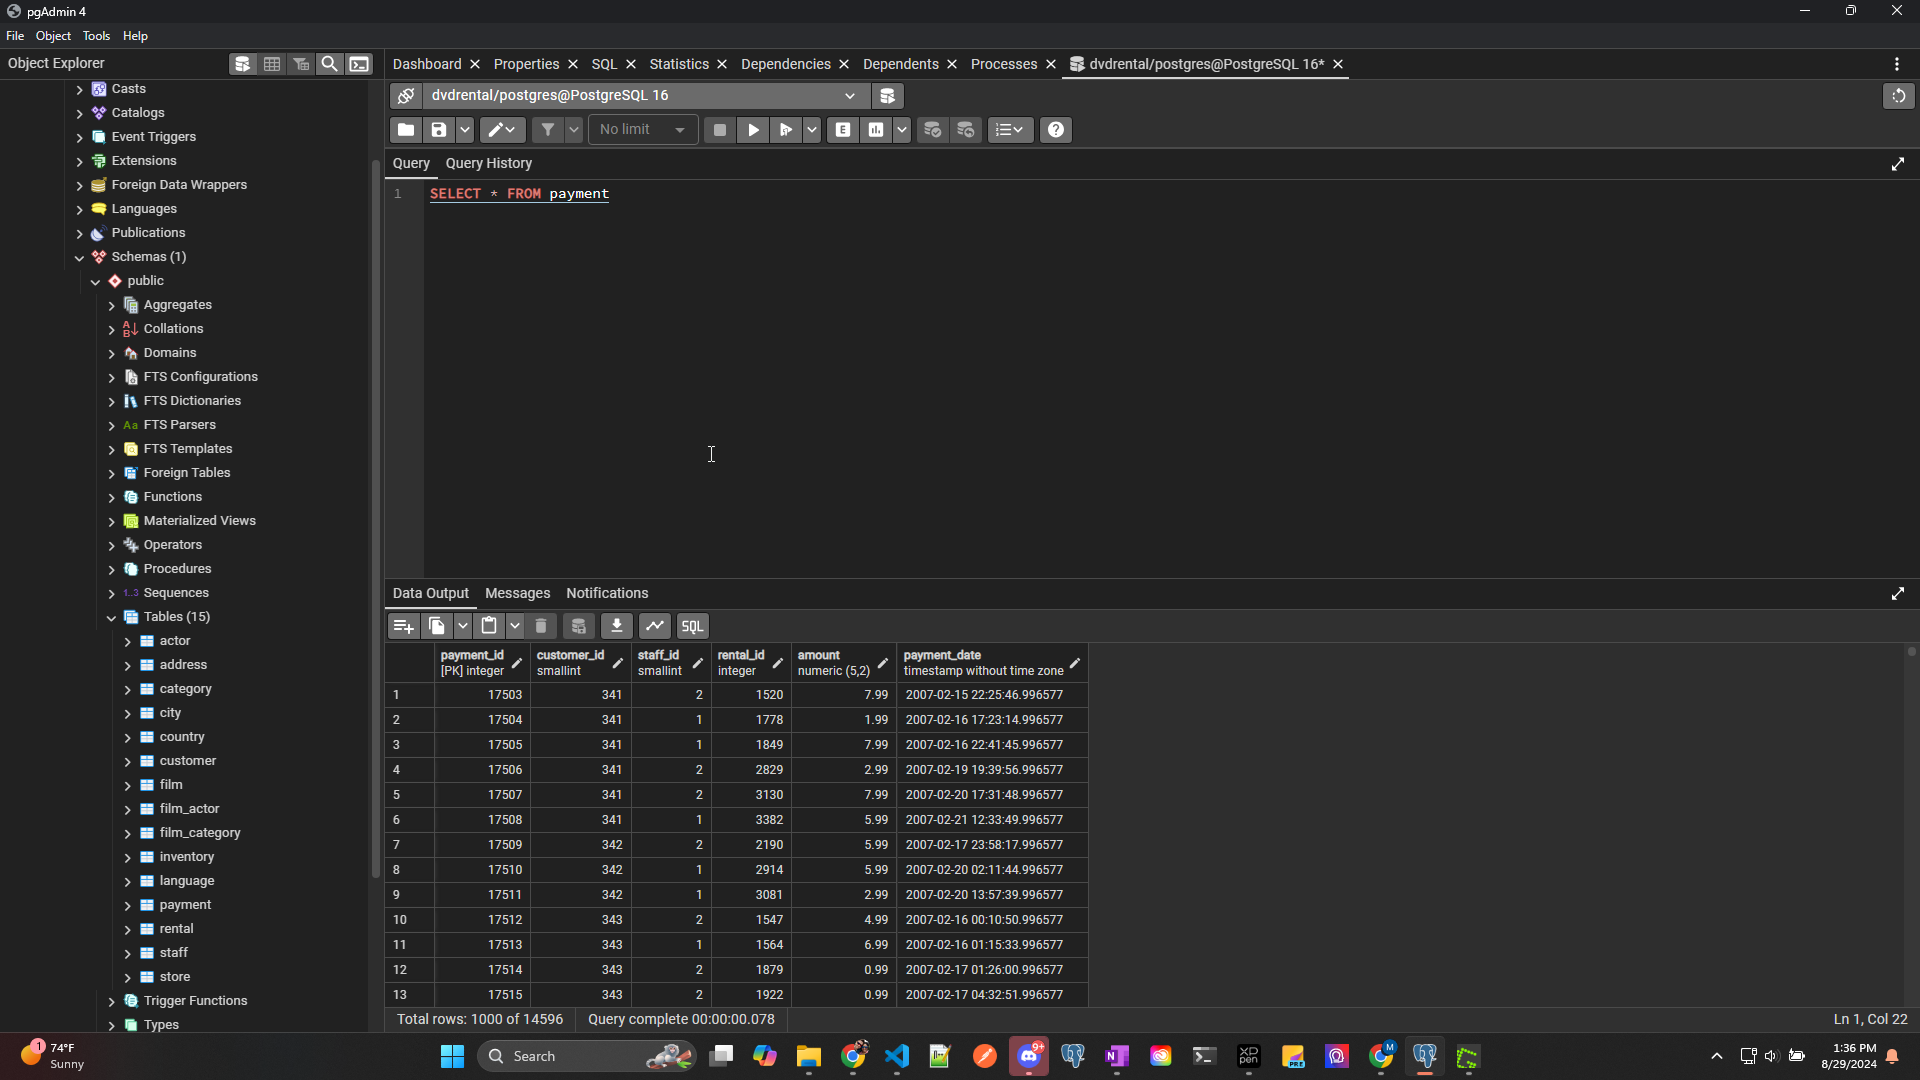 pgAdmin 4
File Object Tools Help
Object Explorer
Dashboard Properties SQL Statistics Dependencies Dependents Processes dvdrental/postgres@PostgreSQL 16*
dvdrental/postgres@PostgreSQL 16
No limit
E
Query Query History
1 SELECT * FROM payment
Casts
Catalogs
Event Triggers
Extensions
Foreign Data Wrappers
Languages
Publications
Schemas (1)
public
Aggregates
Collations
Domains
FTS Configurations
FTS Dictionaries
Aa FTS Parsers
FTS Templates
Foreign Tables
Functions
Materialized Views
Operators
Procedures
1..3 Sequences
Tables (15)
actor
address
category
city
country
customer
film
film_actor
film_category
inventory
language
payment
rental
staff
store
Trigger Functions
Types
Data Output Messages Notifications
SQL
payment_id customer_id staff_id rental_id amount payment_date
[PK] integer smallint smallint integer numeric (5,2) timestamp without time zone
1 17503 341 2 1520 7.99 2007-02-15 22:25:46.996577
2 17504 341 1 1778 1.99 2007-02-16 17:23:14.996577
3 17505 341 1 1849 7.99 2007-02-16 22:41:45.996577
4 17506 341 2 2829 2.99 2007-02-19 19:39:56.996577
5 17507 341 2 3130 7.99 2007-02-20 17:31:48.996577
6 17508 341 1 3382 5.99 2007-02-21 12:33:49.996577
7 17509 342 2 2190 5.99 2007-02-17 23:58:17.996577
8 17510 342 1 2914 5.99 2007-02-20 02:11:44.996577
9 17511 342 1 3081 2.99 2007-02-20 13:57:39.996577
10 17512 343 2 1547 4.99 2007-02-16 00:10:50.996577
11 17513 343 1 1564 6.99 2007-02-16 01:15:33.996577
12 17514 343 2 1879 0.99 2007-02-17 01:26:00.996577
13 17515 343 2 1922 0.99 2007-02-17 04:32:51.996577
Total rows: 1000 of 14596 Query complete 00:00:00.078 Ln 1, Col 22
1 74°F
Sunny
Search
9+
XP
pen
PRE
M
1:36 PM
8/29/2024